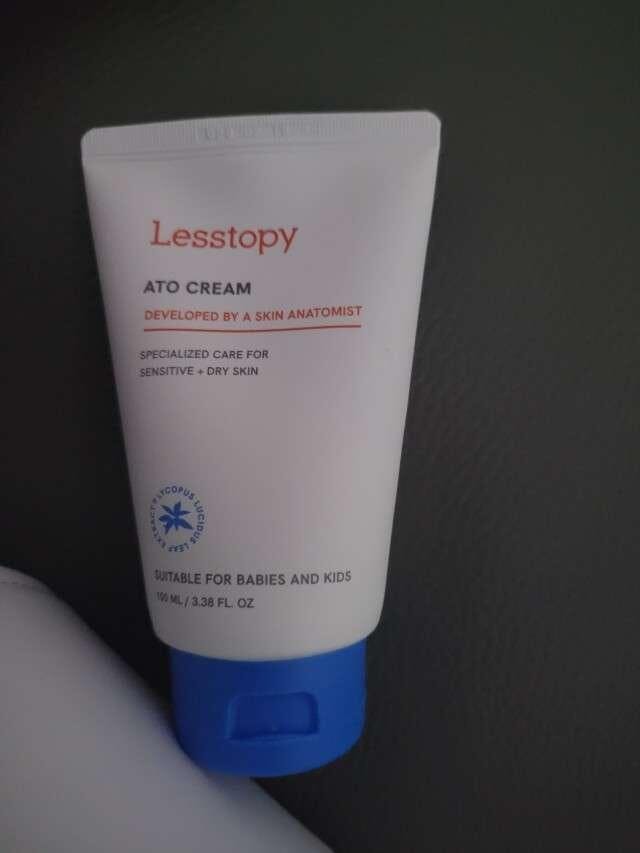 Lesstopy
ATO CREAM
DEVELOPED BY A SKIN ANATOMIST
SPECIALIZED CARE FOR
SENSITIVE + DRY SKIN
LYCOPUS LUCIDUS LEAF EXTRACT
SUITABLE FOR BABIES AND KIDS
100 ML / 3.38 FL. OZ